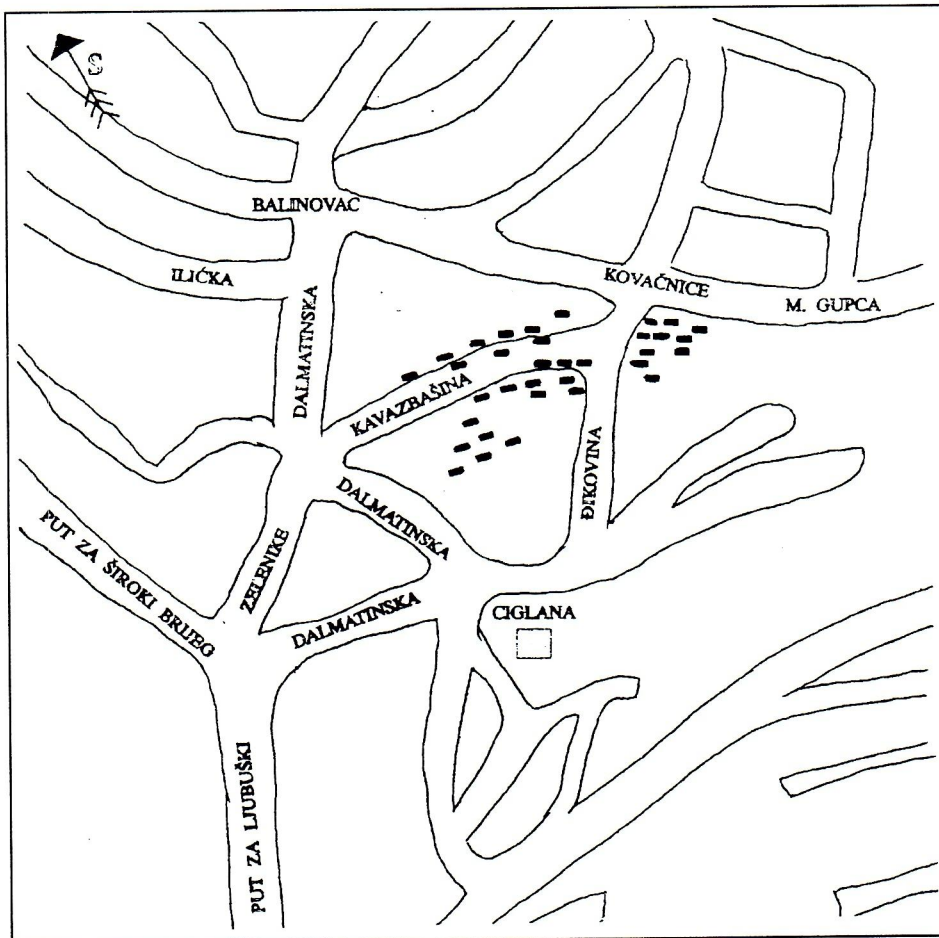 S
BALINOVAC
ILIĆKA
KOVAČNICE
M. GUPCA
DALMATINSKA
KAVAZBAŠINA
ĐIKOVINA
DALMATINSKA
PUT ZA ŠIROKI BRIJEG
ZELENIKE
DALMATINSKA
CIGLANA
PUT ZA LJUBUŠKI